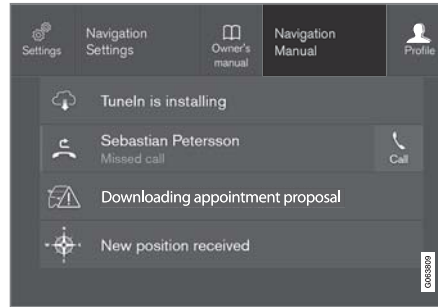 Settings
Navigation
Settings
Owner's
manual
Navigation
Manual
Profile
TuneIn is installing
Sebastian Petersson
Missed call
Call
Downloading appointment proposal
New position received
G063809